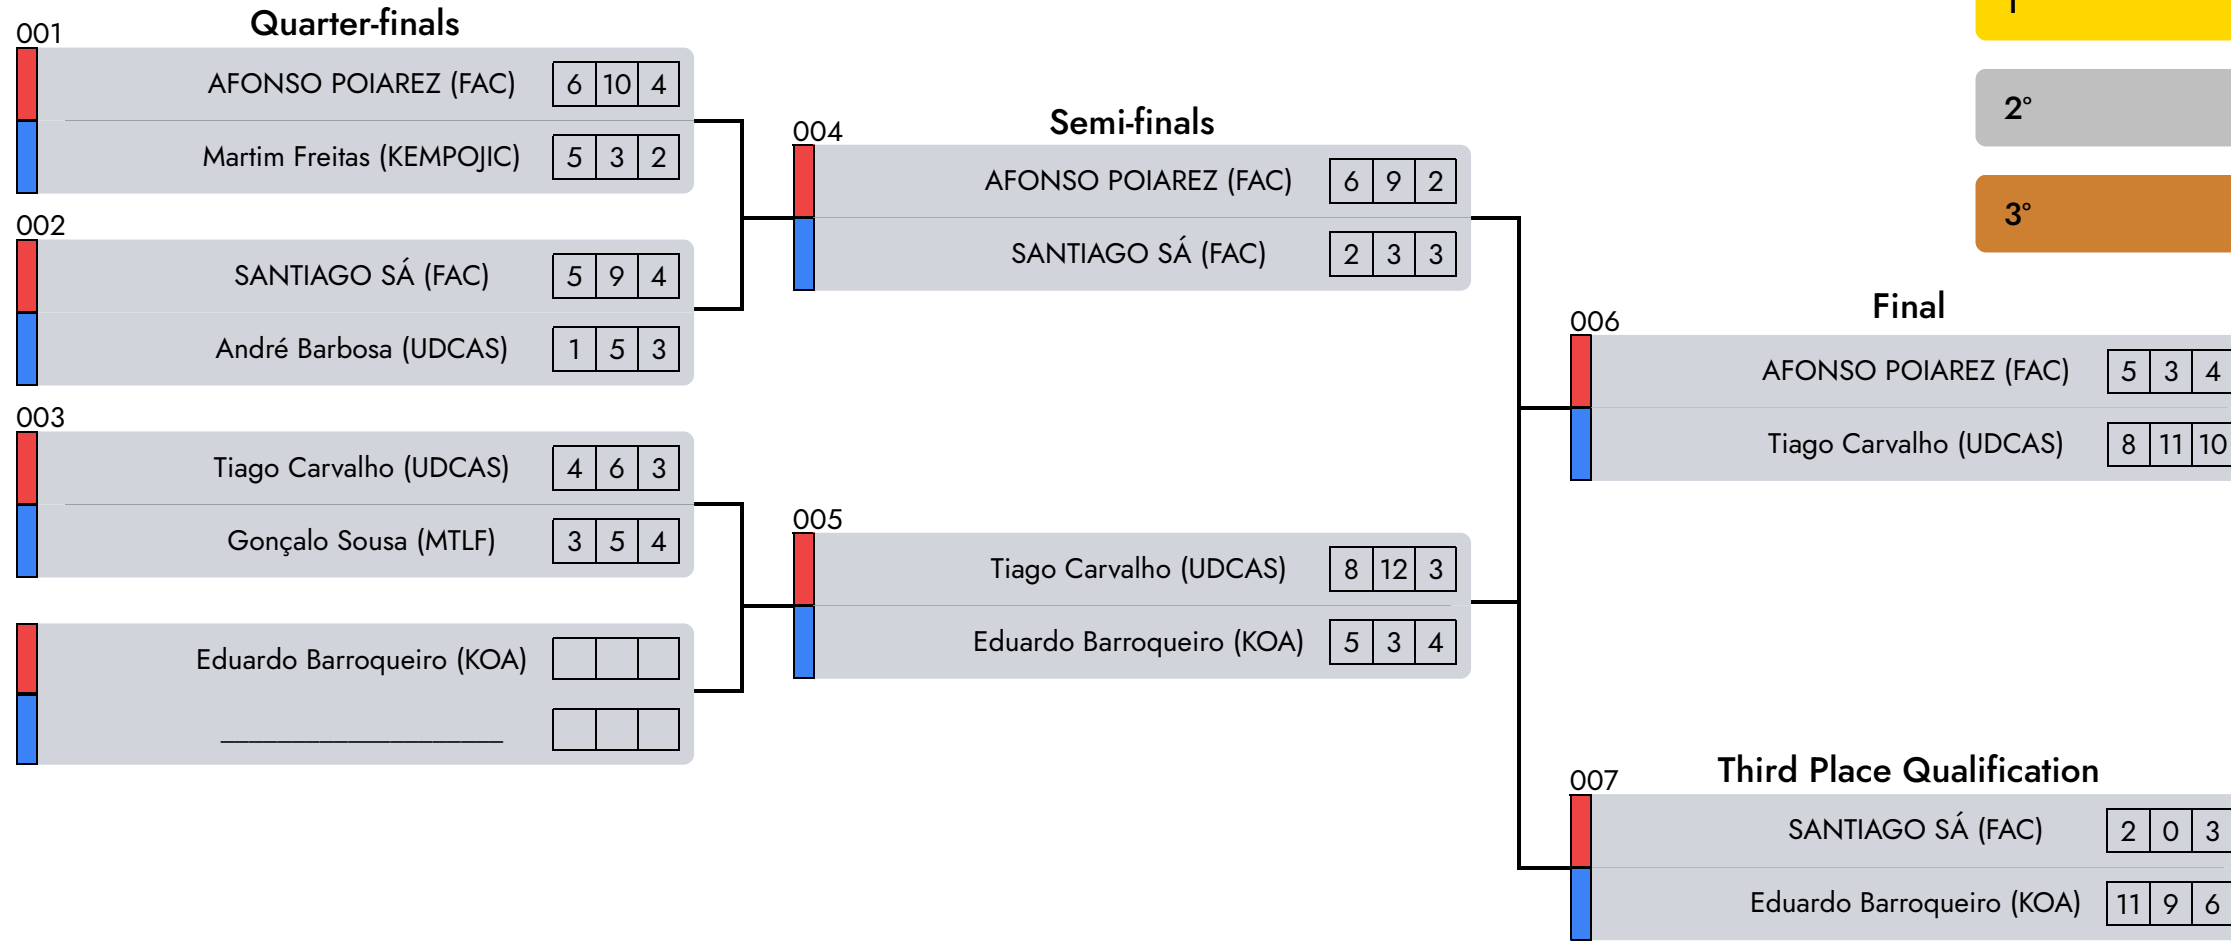 Quarter-finals
001
AFONSO POIAREZ (FAC) 6 10 4
Martim Freitas (KEMPOJIC) 5 3 2
002
SANTIAGO SÁ (FAC) 5 9 4
André Barbosa (UDCAS) 1 5 3
003
Tiago Carvalho (UDCAS) 4 6 3
Gonçalo Sousa (MTLF) 3 5 4
Eduardo Barroqueiro (KOA)
Semi-finals
004
AFONSO POIAREZ (FAC) 6 9 2
SANTIAGO SÁ (FAC) 2 3 3
005
Tiago Carvalho (UDCAS) 8 12 3
Eduardo Barroqueiro (KOA) 5 3 4
2°
3°
Final
006
AFONSO POIAREZ (FAC) 5 3 4
Tiago Carvalho (UDCAS) 8 11 10
Third Place Qualification
007
SANTIAGO SÁ (FAC) 2 0 3
Eduardo Barroqueiro (KOA) 11 9 6